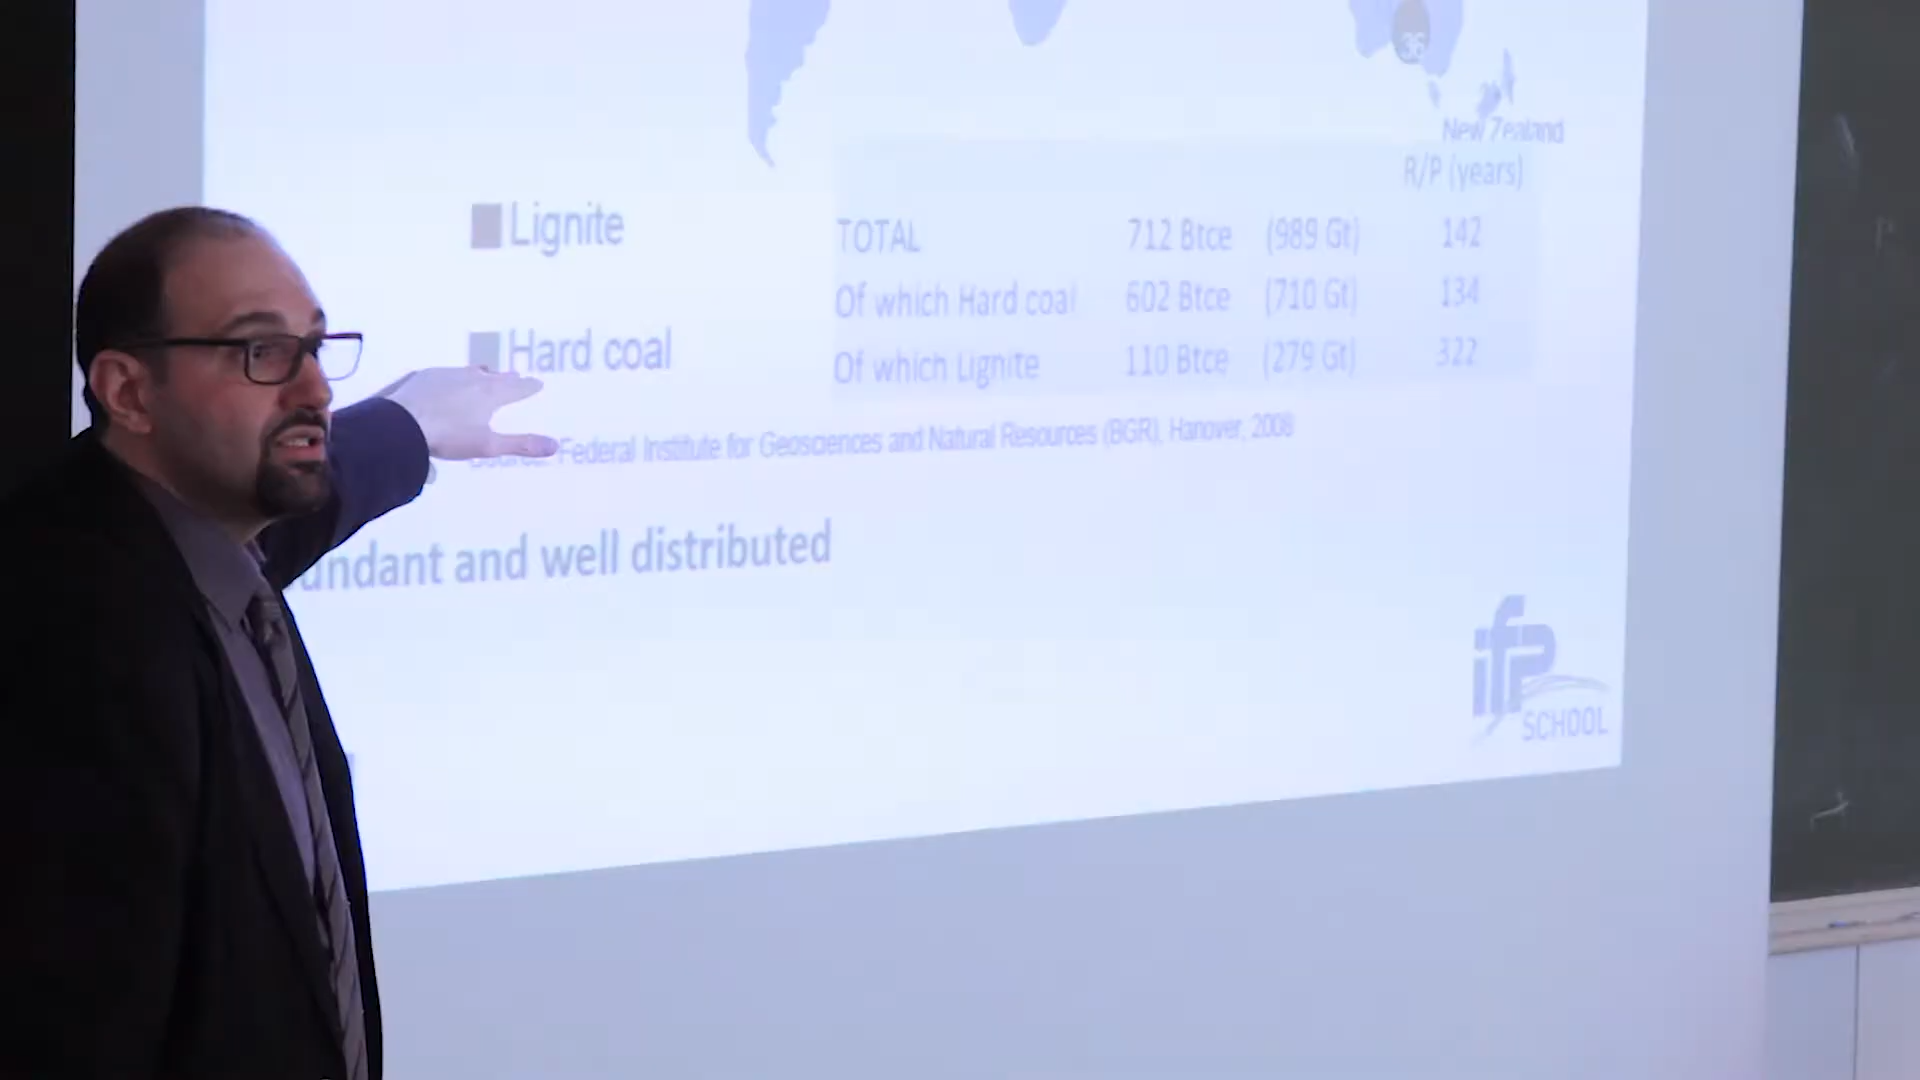 36
New Zealand
R/P (years)
Lignite
TOTAL 712 Btce (989 Gt) 142
Of which Hard coal 602 Btce (710 Gt) 134
Hard coal
Of which Lignite 110 Btce (279 Gt) 322
Federal Institute for Geosciences and Natural Resources (BGR), Hanover, 2008
undant and well distributed
ifp
SCHOOL